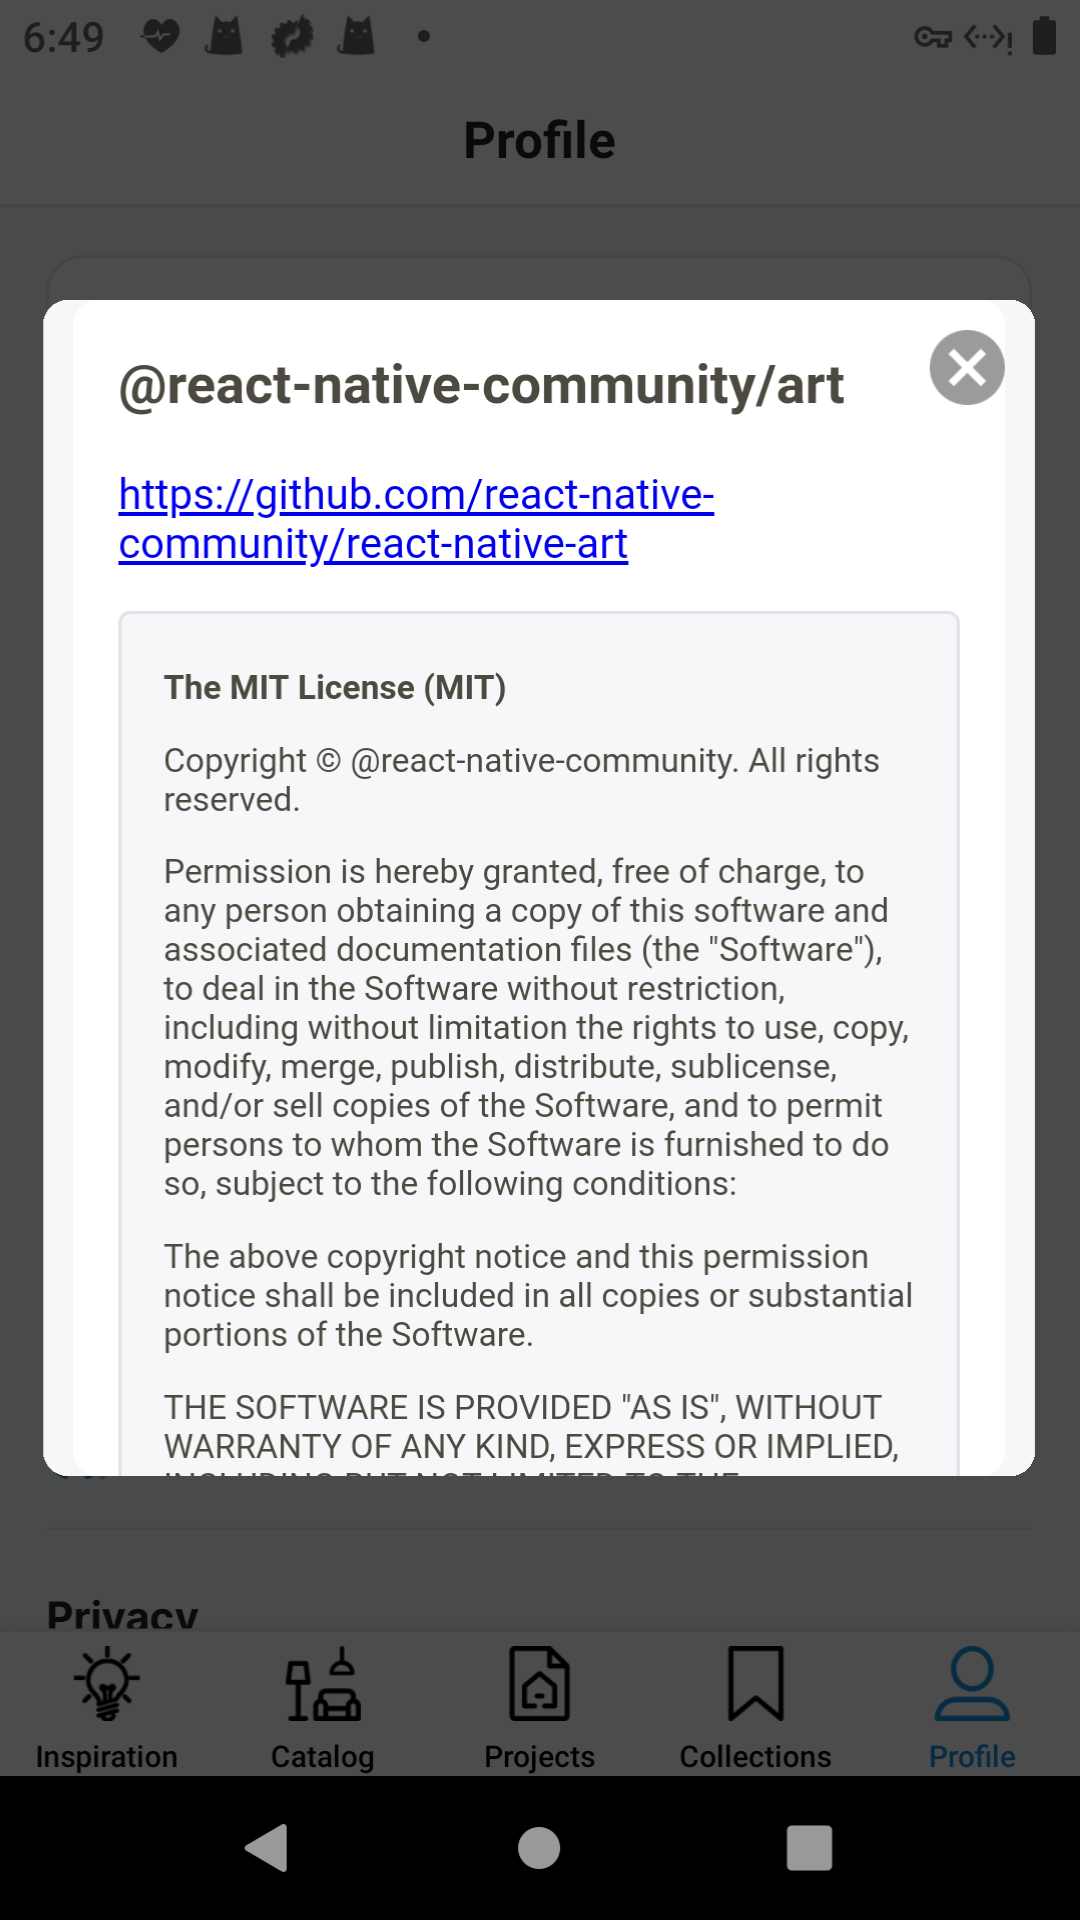 6:49
Profile
@react-native-community/art
https://github.com/react-native-
community/react-native-art
The MIT License (MIT)
Copyright © @react-native-community. All rights
reserved.
Permission is hereby granted, free of charge, to
any person obtaining a copy of this software and
associated documentation files (the "Software"),
to deal in the Software without restriction,
including without limitation the rights to use, copy,
modify, merge, publish, distribute, sublicense,
and/or sell copies of the Software, and to permit
persons to whom the Software is furnished to do
so, subject to the following conditions:
The above copyright notice and this permission
notice shall be included in all copies or substantial
portions of the Software.
THE SOFTWARE IS PROVIDED "AS IS", WITHOUT
WARRANTY OF ANY KIND, EXPRESS OR IMPLIED,
INCLUDING BUT NOT LIMITED TO THE
Privacy
Inspiration
Catalog
Projects
Collections
Profile